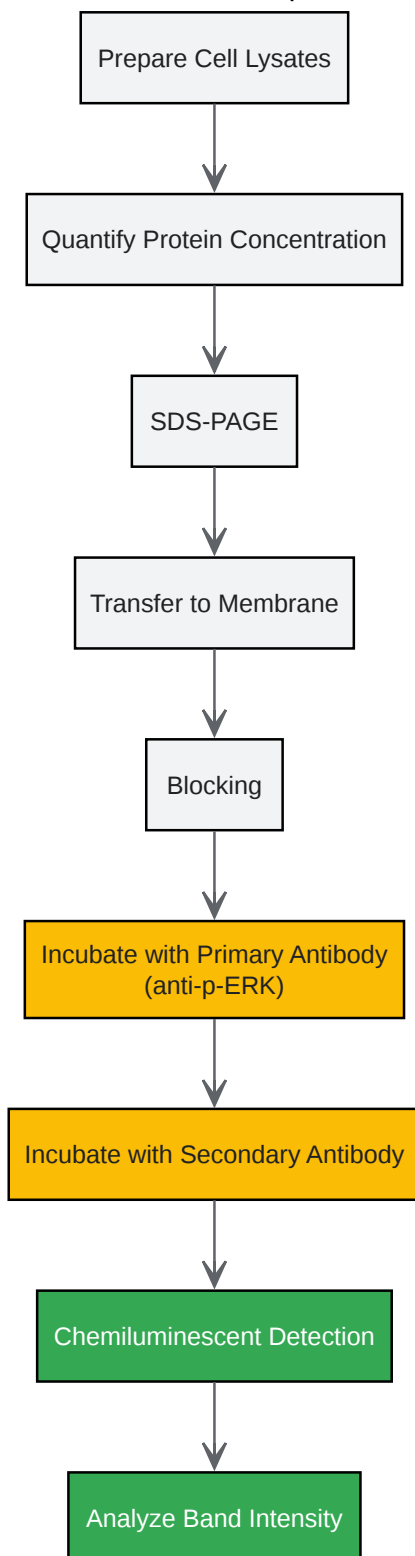 Prepare Cell Lysates
Quantify Protein Concentration
SDS-PAGE
Transfer to Membrane
Blocking
Incubate with Primary Antibody
(anti-p-ERK)
Incubate with Secondary Antibody
Chemiluminescent Detection
Analyze Band Intensity